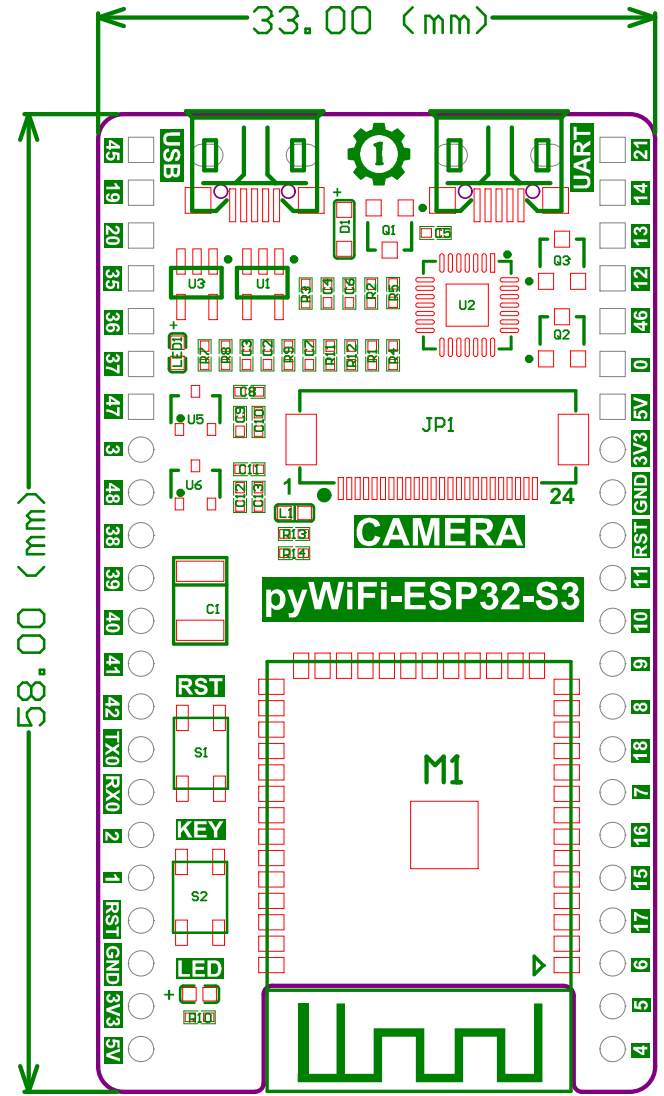 33.00 (mm)
58.00 (mm)
USB
1
UART
45
19
20
35
36
37
47
3
48
38
39
40
41
42
TX0
RX0
2
1
RST
GND
3V3
5V
21
14
13
12
46
0
5V
3V3
GND
RST
11
10
9
8
18
7
16
15
17
6
5
4
+
D1
Q1
C5
Q3
U3
U1
R3
C4
C6
R2
R5
U2
Q2
+
LED1
R7
R8
C3
C2
R9
C7
R11
R12
R1
R4
C8
U5
C9
C10
JP1
C11
U6
C12
C13
1
24
L1
R13
R14
CAMERA
C1
pyWiFi-ESP32-S3
RST
S1
M1
KEY
S2
LED
+
R10